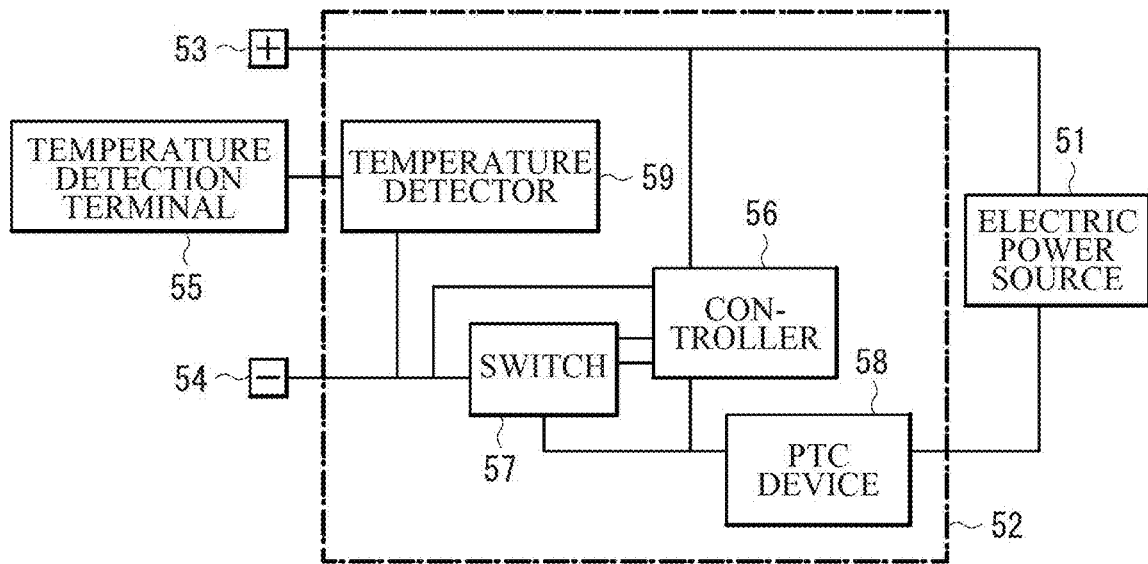 53 +
51
TEMPERATURE
DETECTION
TERMINAL
55
TEMPERATURE
DETECTOR
59
ELECTRIC
POWER
SOURCE
56
CON-
TROLLER
54 −
SWITCH
57
58
PTC
DEVICE
52